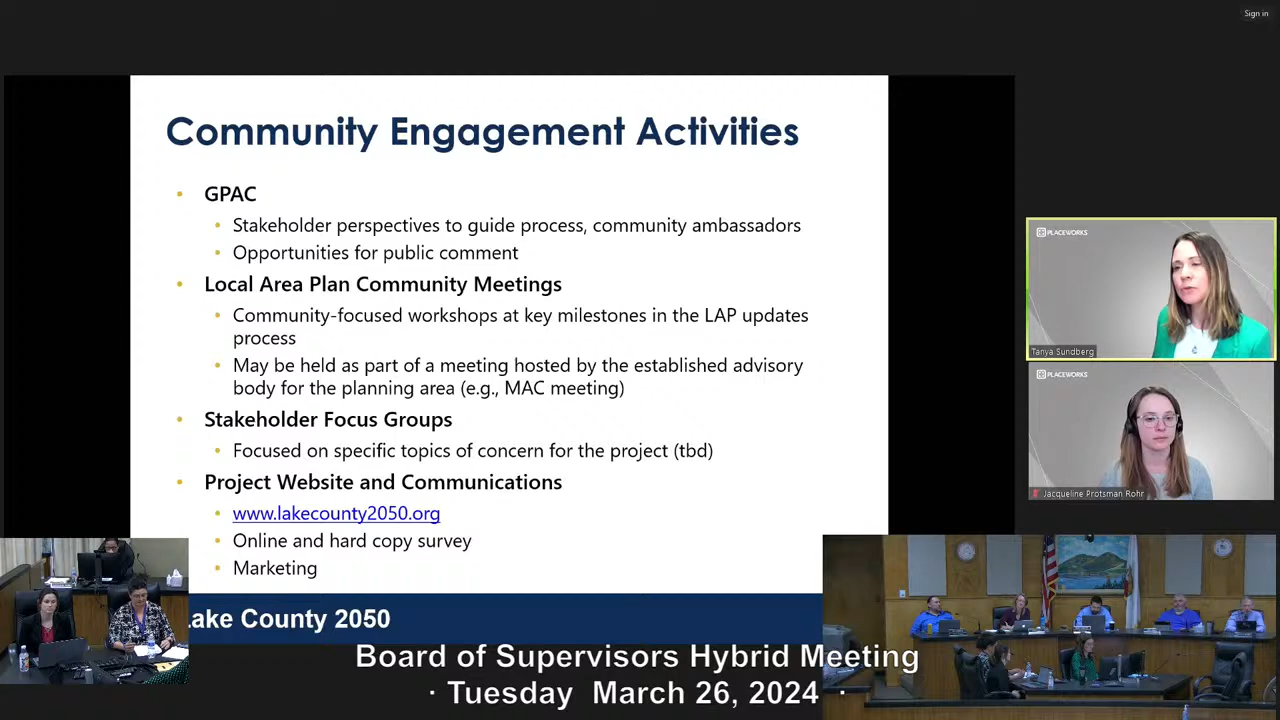 Sign in
Community Engagement Activities
GPAC
Stakeholder perspectives to guide process, community ambassadors
Opportunities for public comment
Local Area Plan Community Meetings
Community-focused workshops at key milestones in the LAP updates
process
May be held as part of a meeting hosted by the established advisory
body for the planning area (e.g., MAC meeting)
Stakeholder Focus Groups
Focused on specific topics of concern for the project (tbd)
Project Website and Communications
www.lakecounty2050.org
Online and hard copy survey
Marketing
ake County 2050
PLACEWORKS
Tanya Sundberg
PLACEWORKS
Jacqueline Protsman Rohr
Board of Supervisors Hybrid Meeting
· Tuesday March 26, 2024 ·